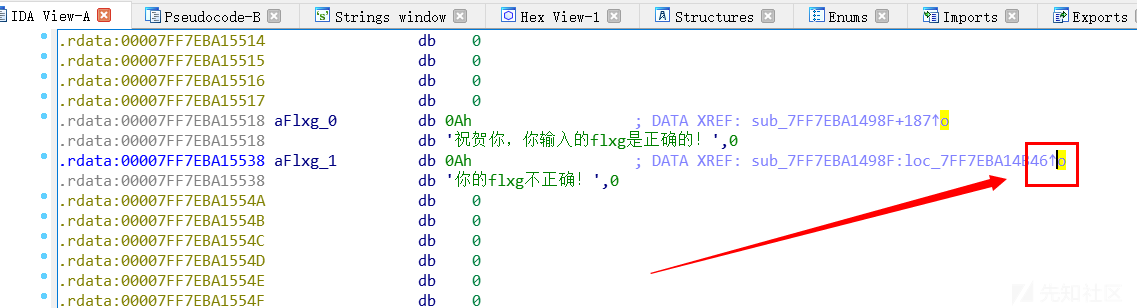 IDA View-A Pseudocode-B Strings window Hex View-1 Structures Enums Imports Exports
.rdata:00007FF7EBA15514 db 0
.rdata:00007FF7EBA15515 db 0
.rdata:00007FF7EBA15516 db 0
.rdata:00007FF7EBA15517 db 0
.rdata:00007FF7EBA15518 aFlxg_0 db 0Ah ; DATA XREF: sub_7FF7EBA1498F+187↑o
.rdata:00007FF7EBA15518 db '祝贺你，你输入的flxg是正确的！',0
.rdata:00007FF7EBA15538 aFlxg_1 db 0Ah ; DATA XREF: sub_7FF7EBA1498F:loc_7FF7EBA14B46↑o
.rdata:00007FF7EBA15538 db '你的flxg不正确！',0
.rdata:00007FF7EBA1554A db 0
.rdata:00007FF7EBA1554B db 0
.rdata:00007FF7EBA1554C db 0
.rdata:00007FF7EBA1554D db 0
.rdata:00007FF7EBA1554E db 0
.rdata:00007FF7EBA1554F db 0
先知社区